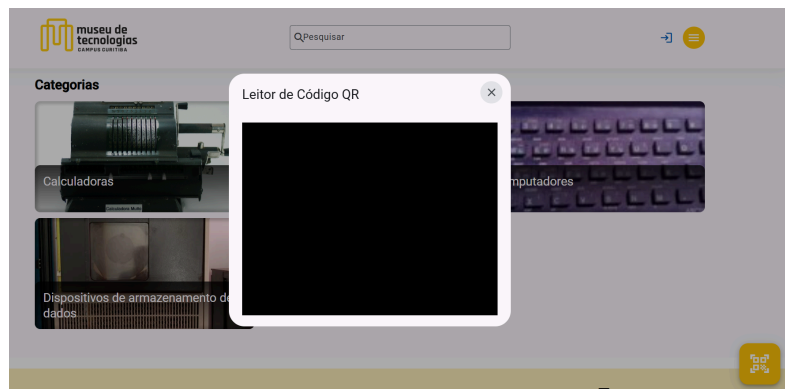 museu de
tecnologias
CAMPUS CURITIBA
Pesquisar
Categorias
Leitor de Código QR
Calculadoras
mputadores
Dispositivos de armazenamento de
dados